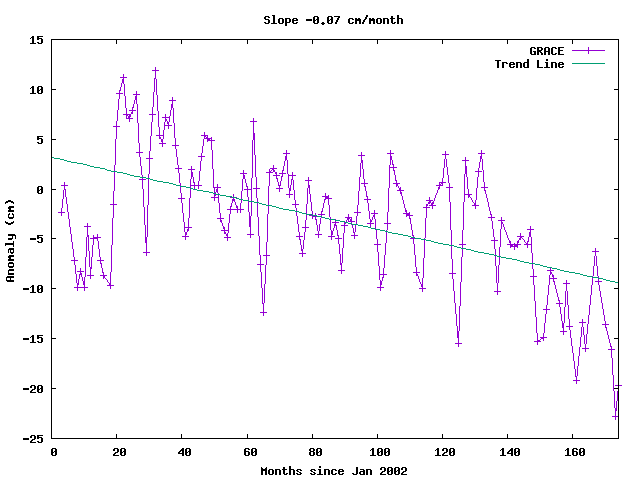 Slope -0.07 cm/month
GRACE
Trend Line
15
10
5
0
-5
-10
-15
-20
-25
Anomaly (cm)
0 20 40 60 80 100 120 140 160
Months since Jan 2002